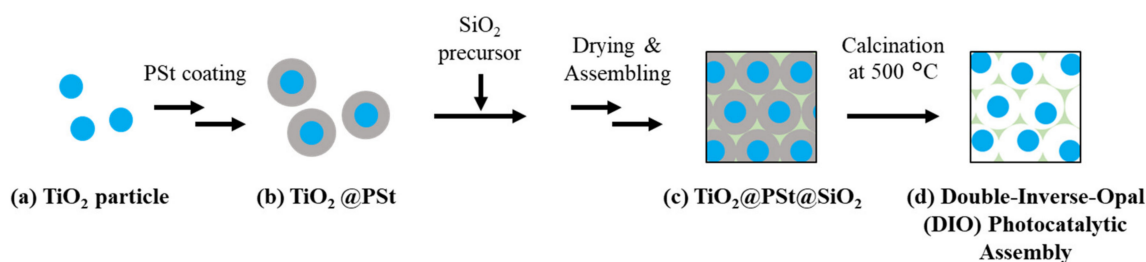 PSt coating
SiO₂
precursor
Drying &
Assembling
Calcination
at 500 °C
(a) TiO₂ particle
(b) TiO₂ @PSt
(c) TiO₂@PSt@SiO₂
(d) Double-Inverse-Opal
(DIO) Photocatalytic
Assembly